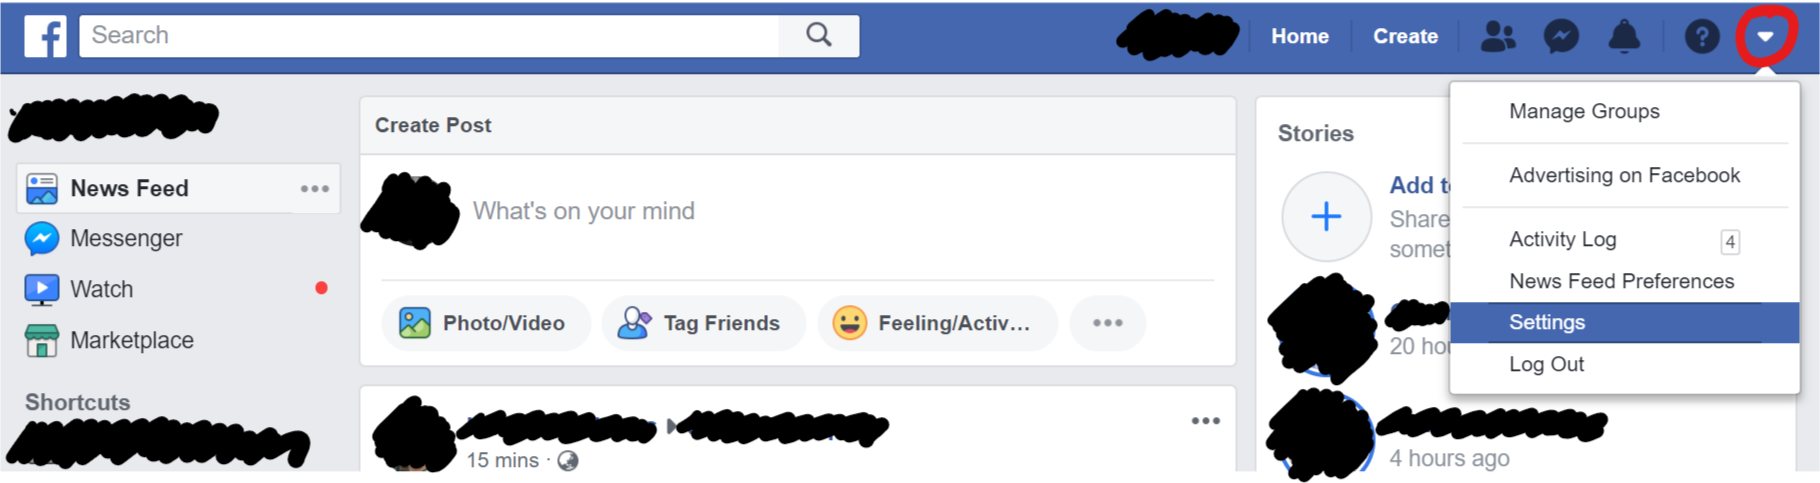 f
Search
Home
Create
Create Post
News Feed
What's on your mind
Messenger
Watch
Marketplace
Photo/Video
Tag Friends
Feeling/Activ...
Shortcuts
15 mins ·
Stories
Add t
Share
somet
20 ho
4 hours ago
Manage Groups
Advertising on Facebook
Activity Log 4
News Feed Preferences
Settings
Log Out